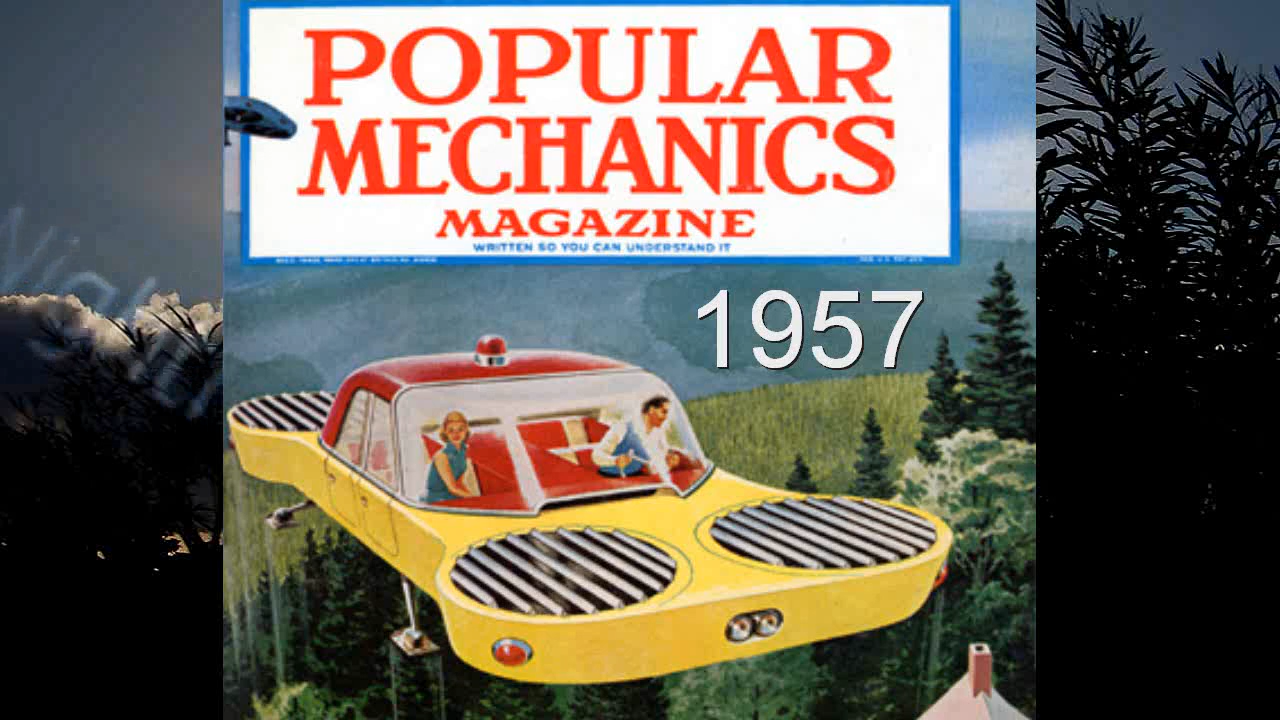 POPULAR
MECHANICS
MAGAZINE
WRITTEN SO YOU CAN UNDERSTAND IT
1957